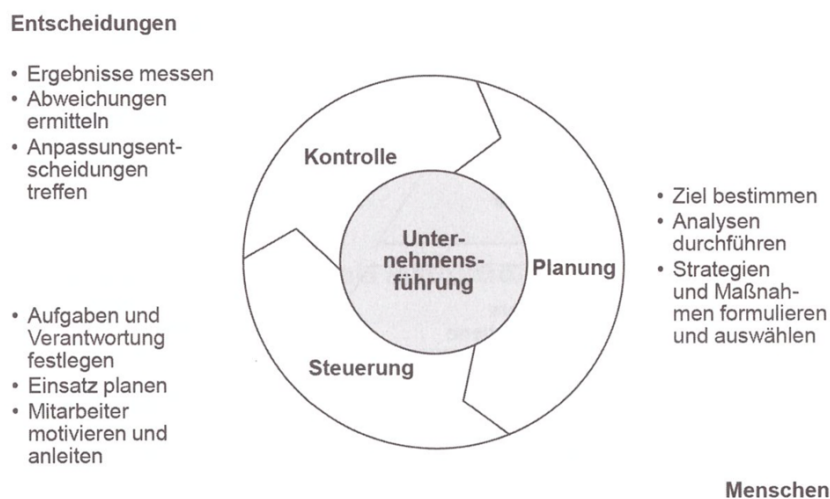 Entscheidungen
• Ergebnisse messen
• Abweichungen
ermitteln
• Anpassungsent-
scheidungen
treffen
Kontrolle
Unter-
nehmens-
führung
Planung
• Ziel bestimmen
• Analysen
durchführen
• Strategien
und Maßnah-
men formulieren
und auswählen
• Aufgaben und
Verantwortung
festlegen
• Einsatz planen
• Mitarbeiter
motivieren und
anleiten
Steuerung
Menschen